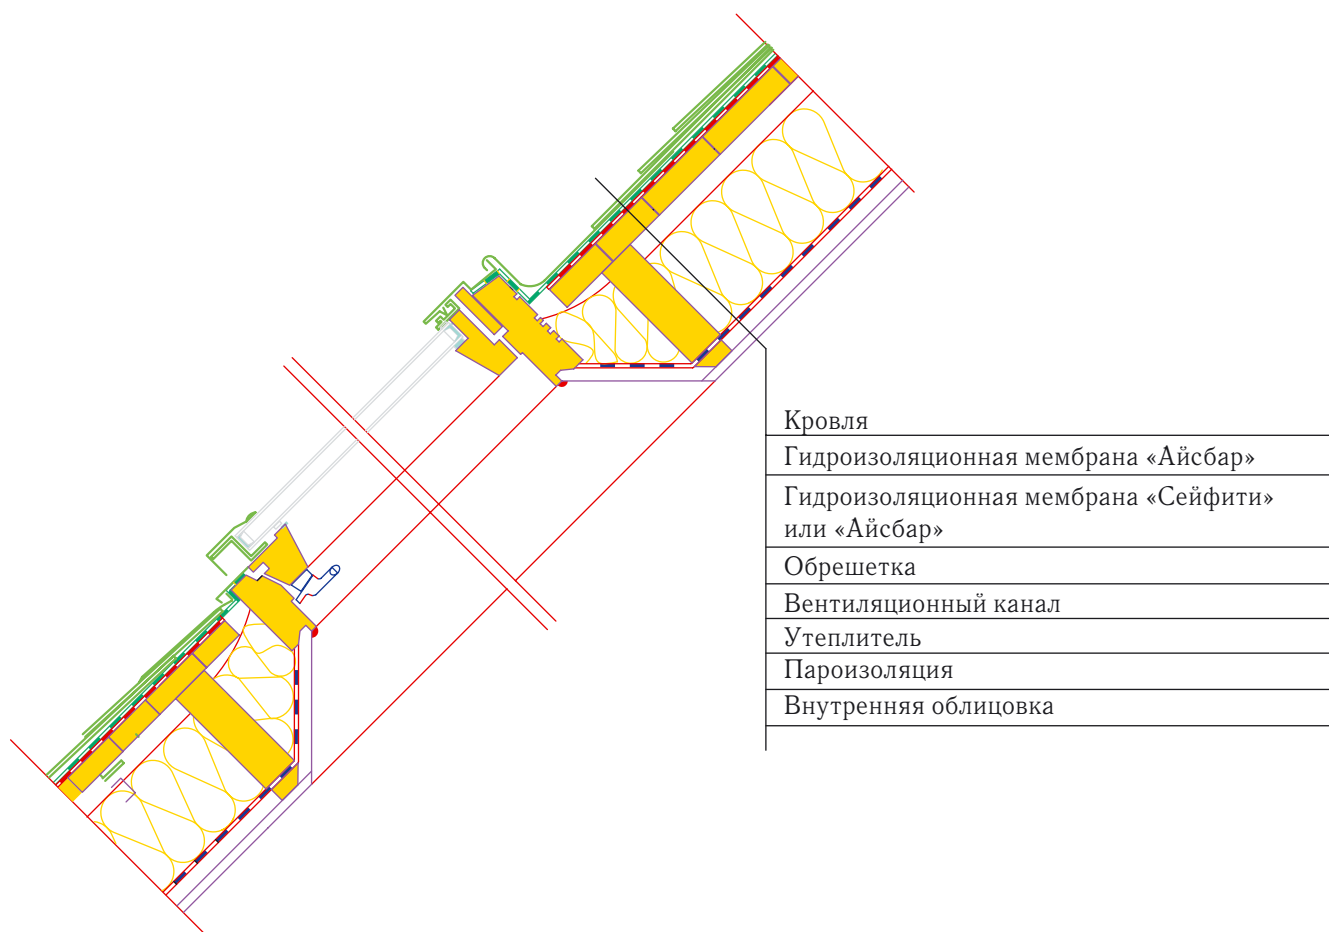 Кровля
Гидроизоляционная мембрана «Айсбар»
Гидроизоляционная мембрана «Сейфити»
или «Айсбар»
Обрешетка
Вентиляционный канал
Утеплитель
Пароизоляция
Внутренняя облицовка